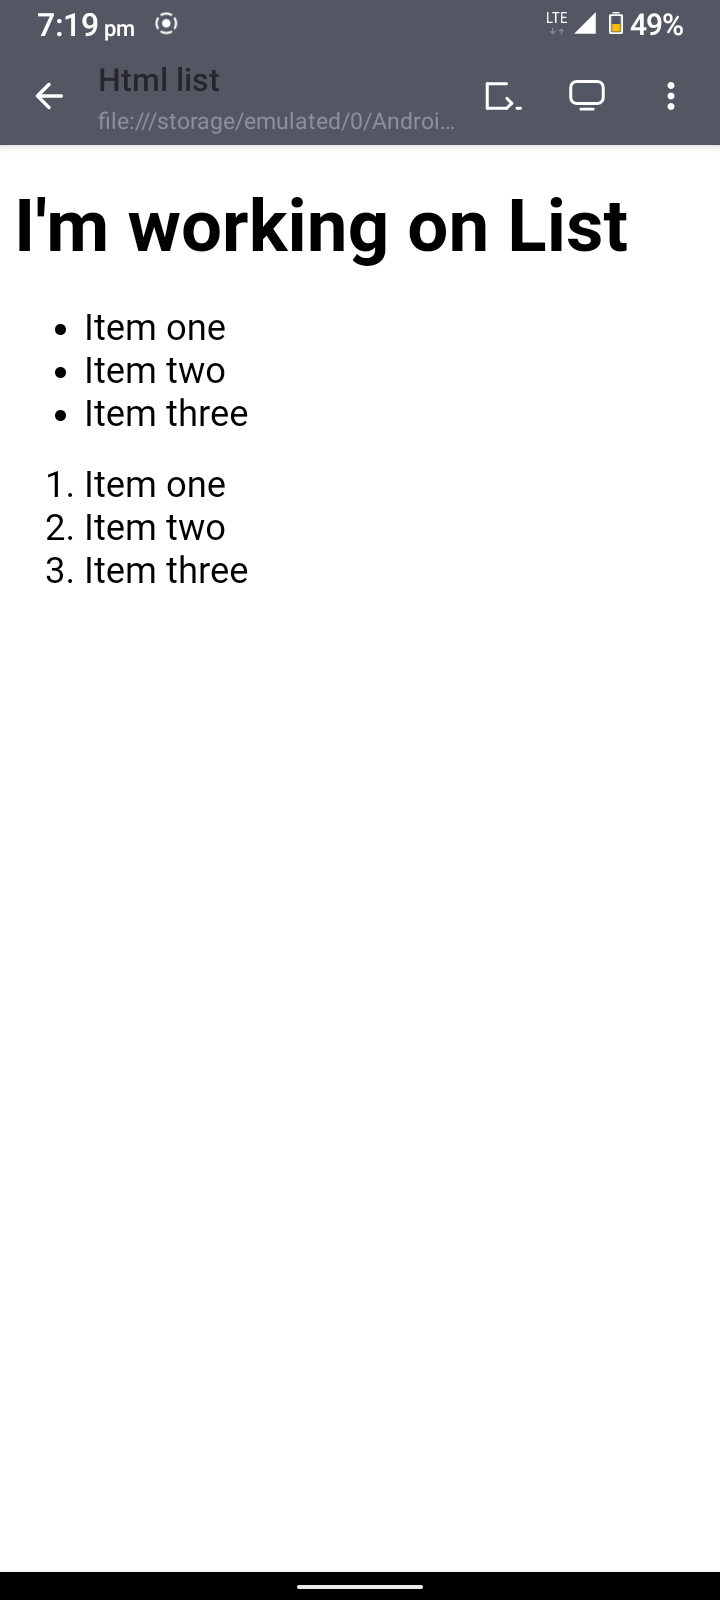 7:19 pm LTE 49%
Html list
file:///storage/emulated/0/Androi...
I'm working on List
• Item one
• Item two
• Item three
1. Item one
2. Item two
3. Item three